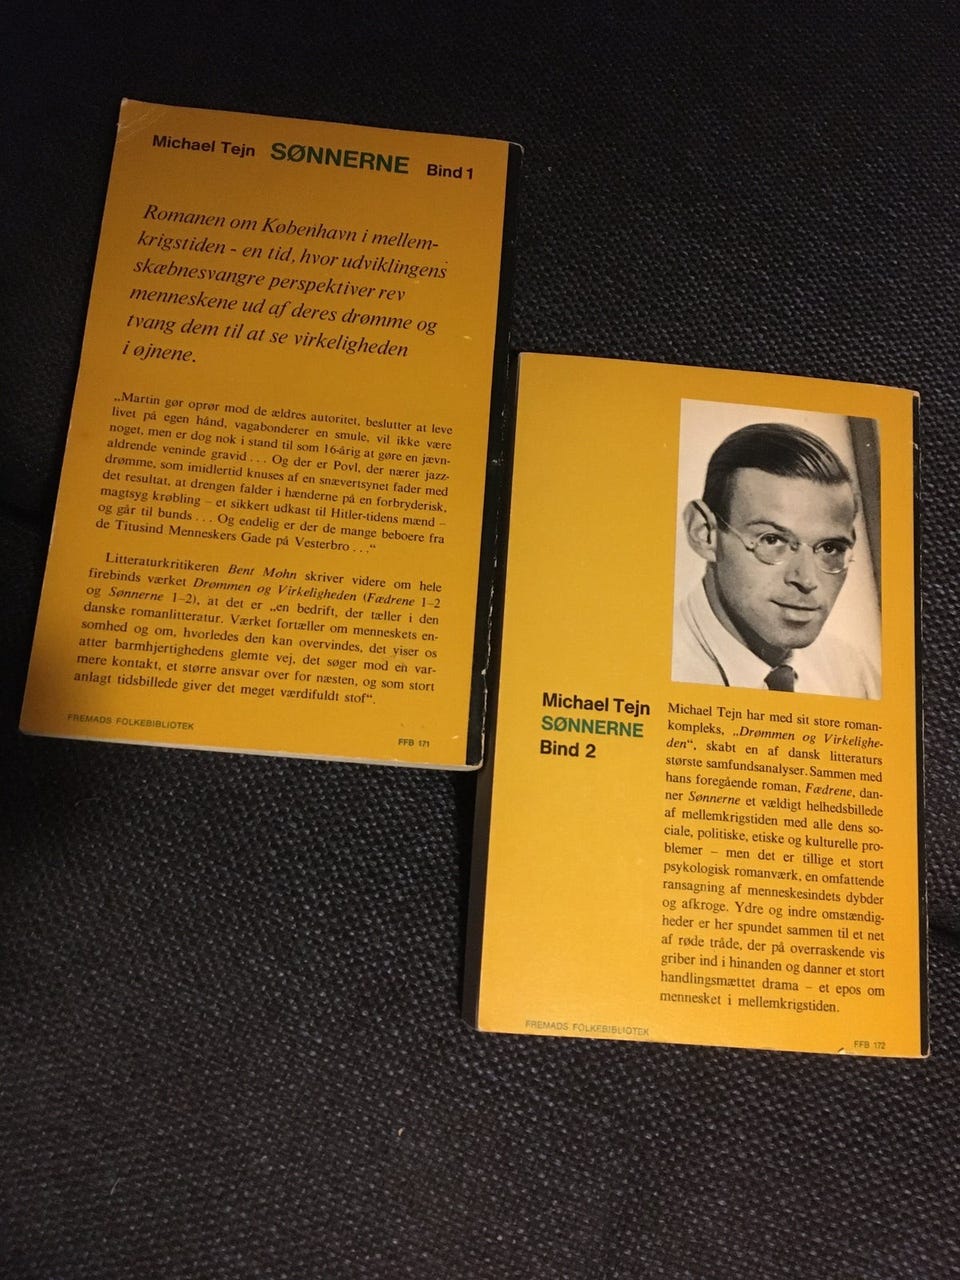 Michael Tejn SØNNERNE Bind 1
Romanen om København i mellem-
krigstiden - en tid, hvor udviklingens
skæbnesvangre perspektiver rev
menneskene ud af deres drømme og
tvang dem til at se virkeligheden
i øjnene.
„Martin gør oprør mod de ældres autoritet, beslutter at leve
livet på egen hånd, vagabonderer en smule, vil ikke være
noget, men er dog nok i stand til som 16-årig at gøre en jævn-
aldrende veninde gravid . . . Og der er Povl, der nærer jazz-
drømme, som imidlertid knuses af en snævertsynet fader med
det resultat, at drengen falder i hænderne på en forbryderisk,
magtsyg krøbling – et sikkert udkast til Hitler-tidens mænd –
og går til bunds . . . Og endelig er der de mange beboere fra
de Titusind Menneskers Gade på Vesterbro . . .“
Litteraturkritikeren Bent Mohn skriver videre om hele
firebinds værket Drømmen og Virkeligheden (Fædrene 1–2
og Sønnerne 1–2), at det er „en bedrift, der tæller i den
danske romanlitteratur. Værket fortæller om menneskets en-
somhed og om, hvorledes den kan overvindes, det viser os
atter barmhjertighedens glemte vej, det søger mod en var-
mere kontakt, et større ansvar over for næsten, og som stort
anlagt tidsbillede giver det meget værdifuldt stof“.
FREMADS FOLKEBIBLIOTEK
FFB 171
Michael Tejn
SØNNERNE
Bind 2
Michael Tejn har med sit store roman-
kompleks, „Drømmen og Virkelighe-
den“, skabt en af dansk litteraturs
største samfundsanalyser. Sammen med
hans foregående roman, Fædrene, dan-
ner Sønnerne et vældigt helhedsbillede
af mellemkrigstiden med alle dens so-
ciale, politiske, etiske og kulturelle pro-
blemer – men det er tillige et stort
psykologisk romanværk, en omfattende
ransagning af menneskesindets dybder
og afkroge. Ydre og indre omstændig-
heder er her spundet sammen til et net
af røde tråde, der på overraskende vis
griber ind i hinanden og danner et stort
handlingsmættet drama – et epos om
mennesket i mellemkrigstiden.
FREMADS FOLKEBIBLIOTEK
FFB 172